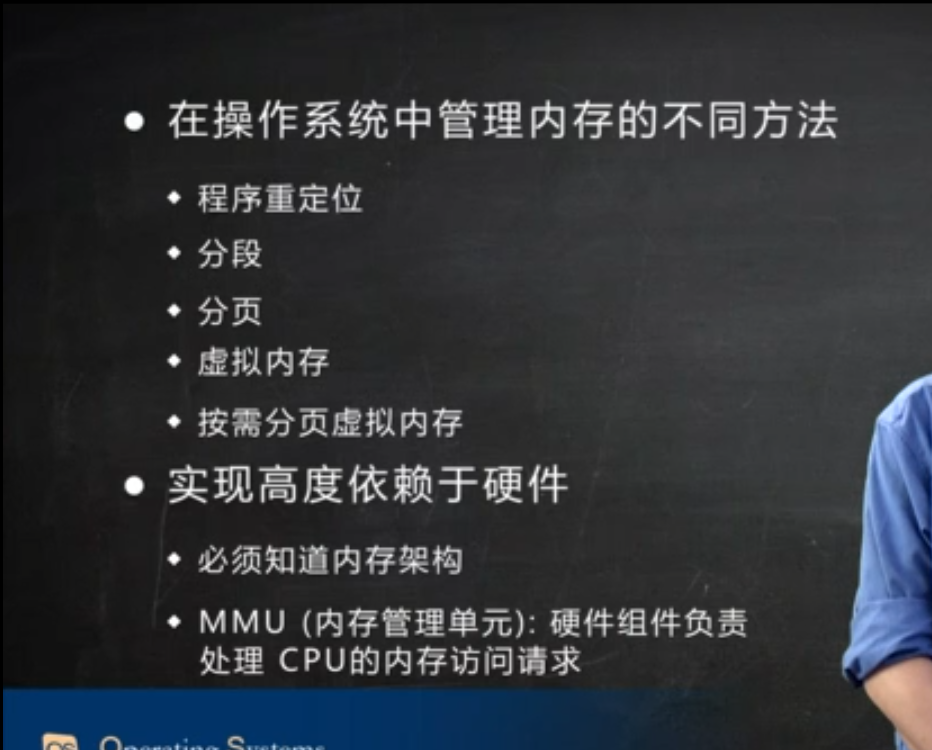 在操作系统中管理内存的不同方法
程序重定位
分段
分页
虚拟内存
按需分页虚拟内存
实现高度依赖于硬件
必须知道内存架构
MMU (内存管理单元): 硬件组件负责
处理 CPU的内存访问请求
OS Operating Systems